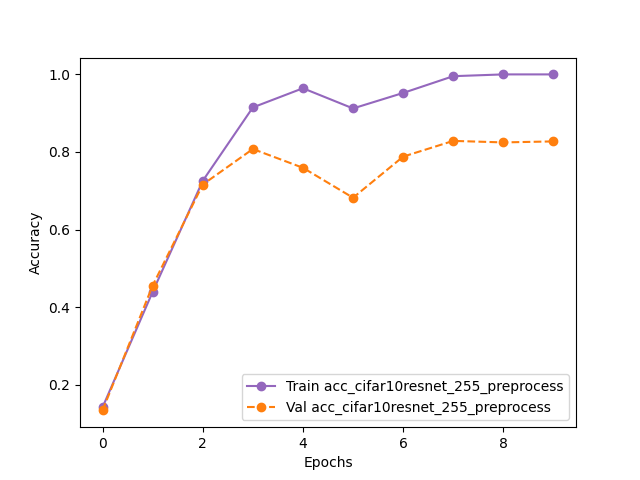 1.0
0.8
0.6
0.4
0.2
Accuracy
Train acc_cifar10resnet_255_preprocess
Val acc_cifar10resnet_255_preprocess
0 2 4 6 8
Epochs